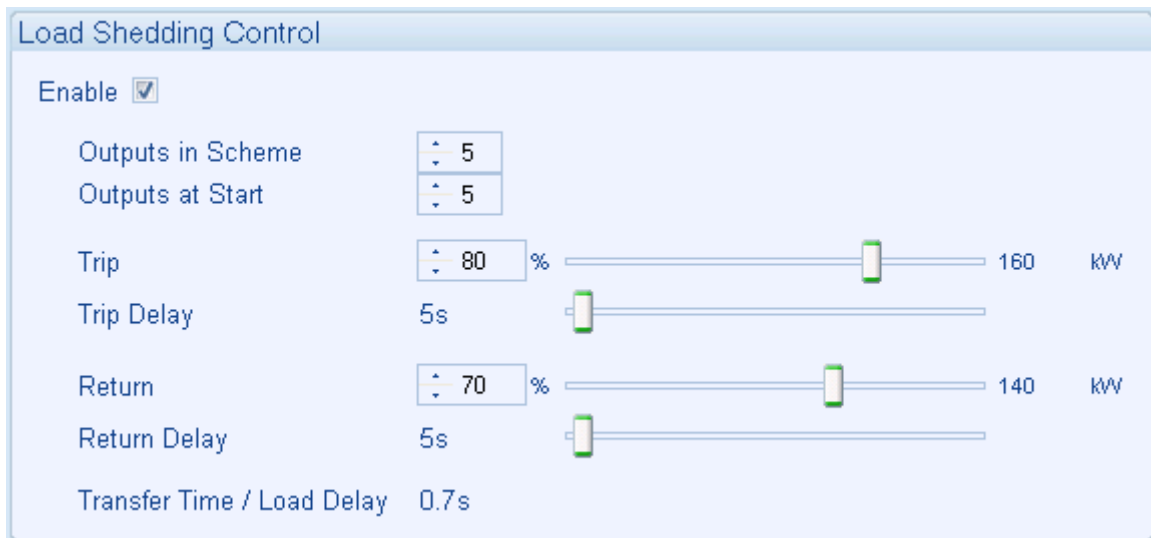 Load Shedding Control
Enable
Outputs in Scheme 5
Outputs at Start 5
Trip 80 % 160 kW
Trip Delay 5s
Return 70 % 140 kW
Return Delay 5s
Transfer Time / Load Delay 0.7s